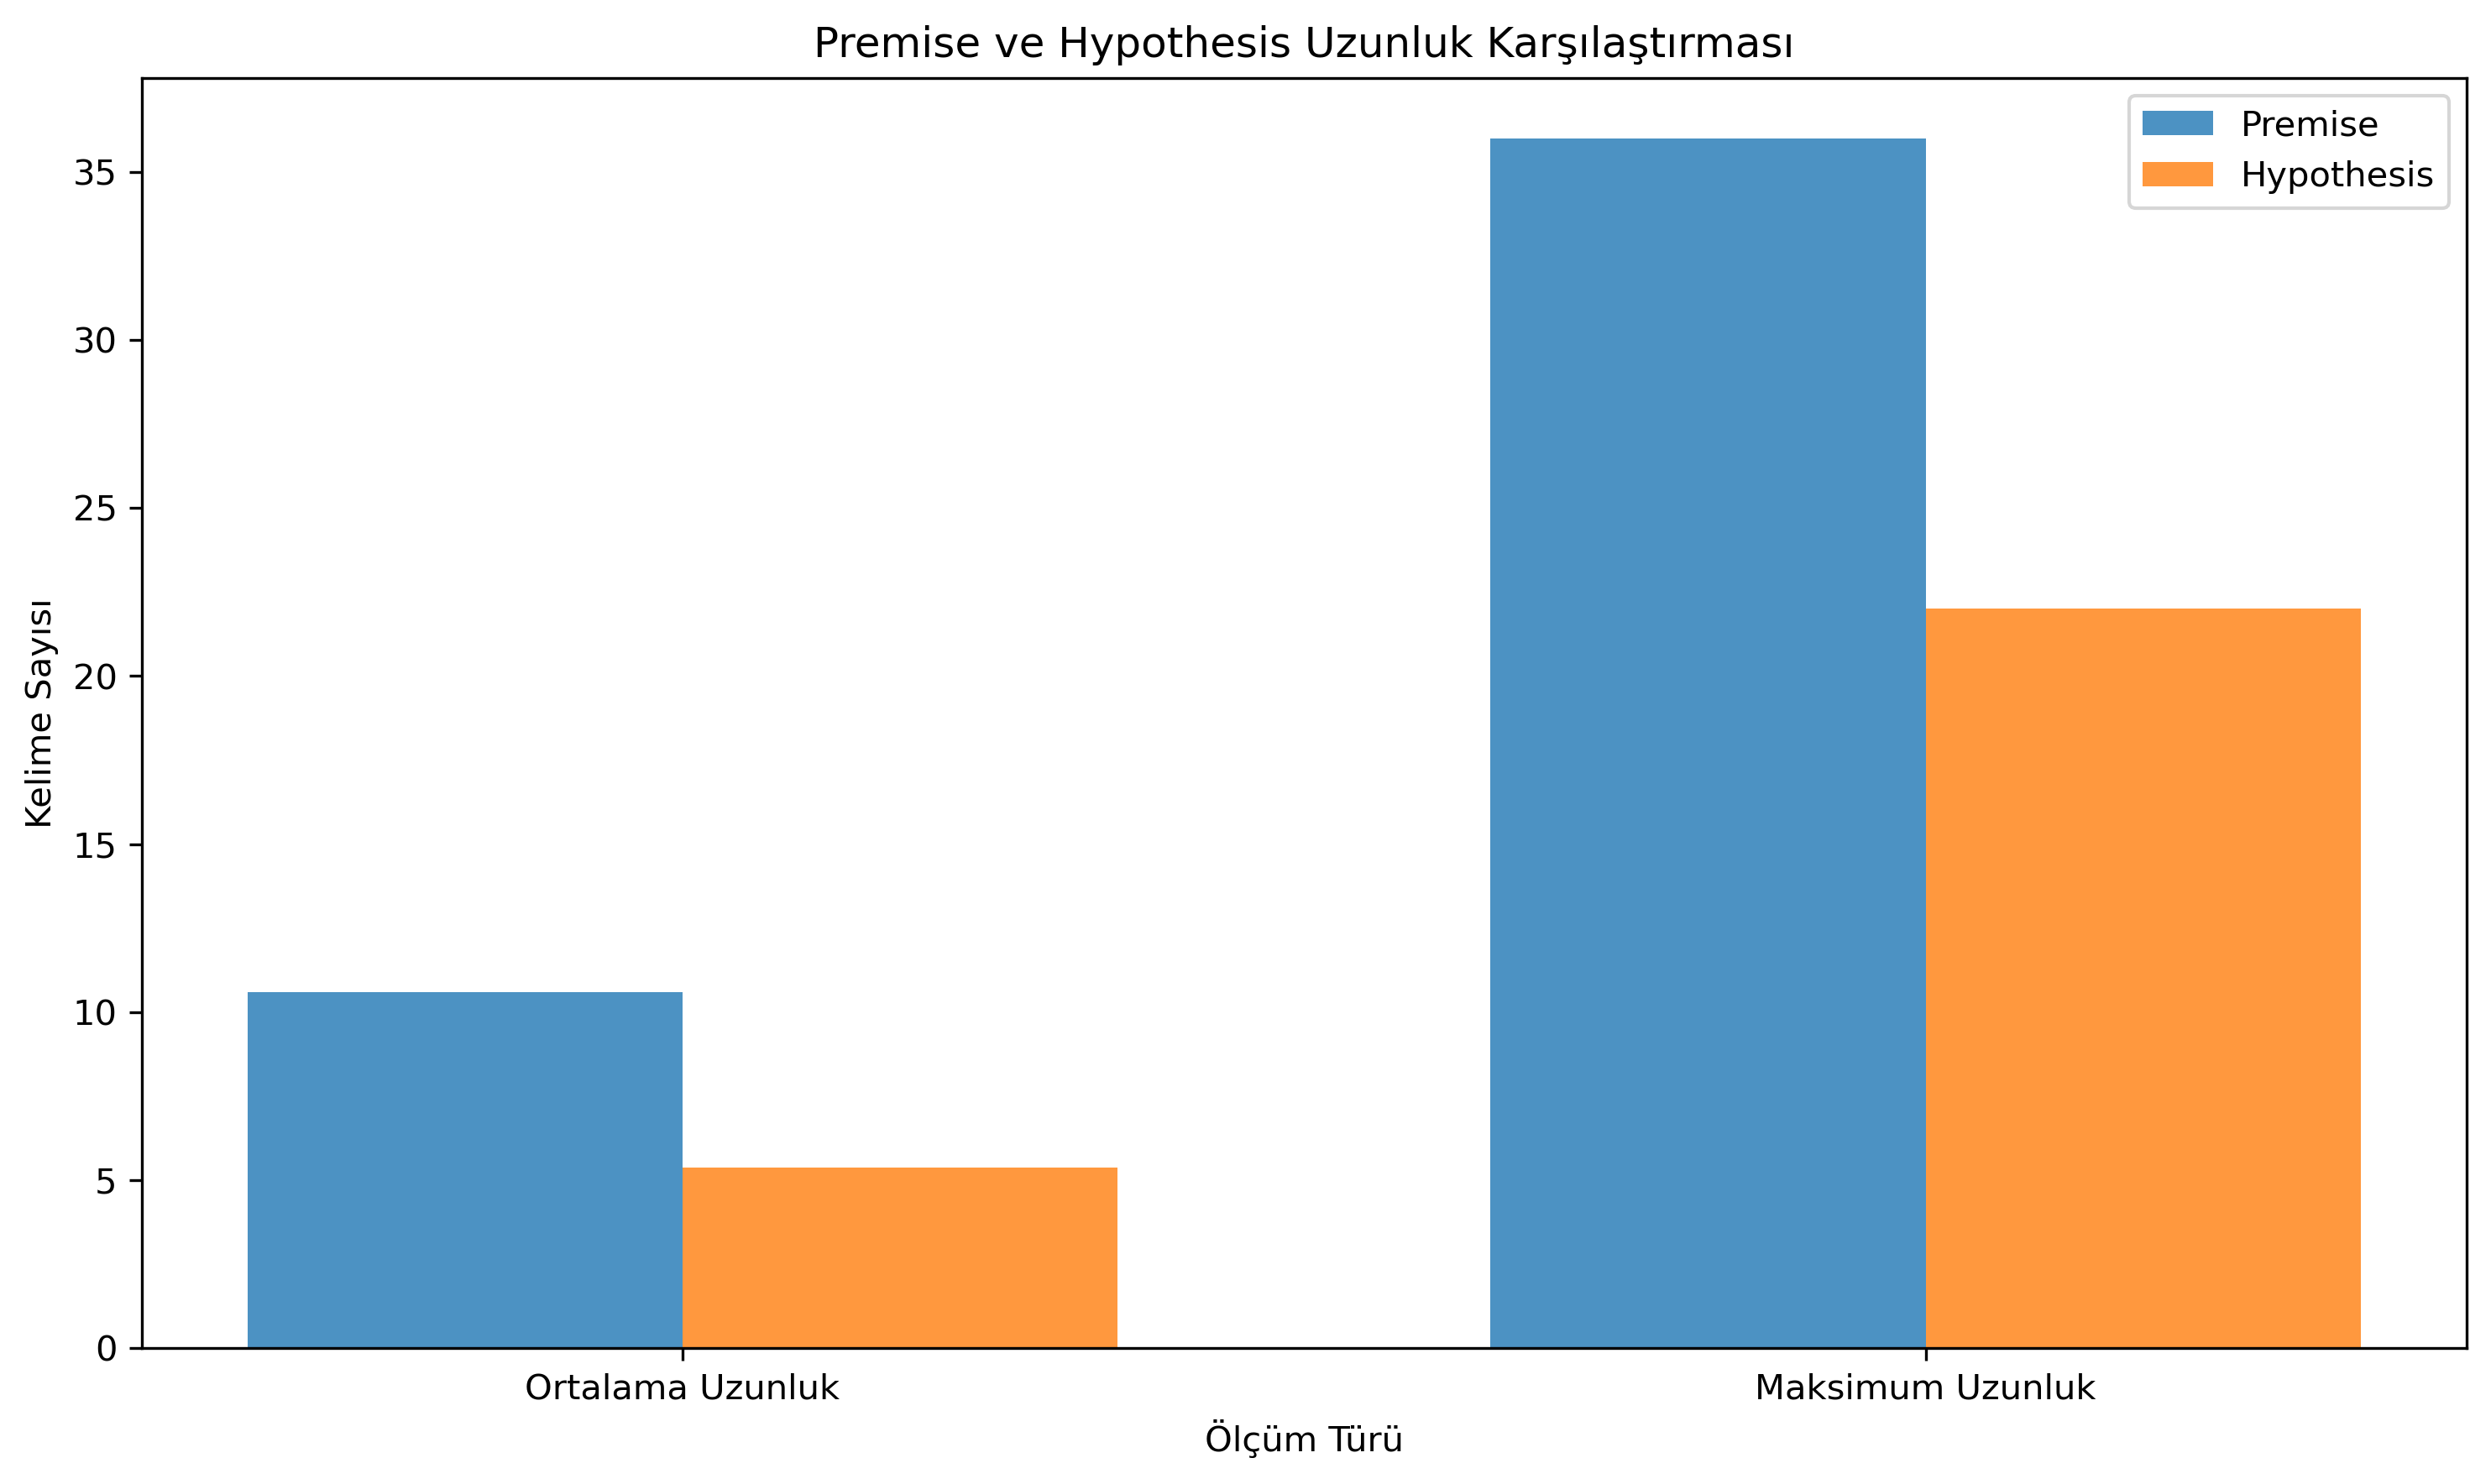 Premise ve Hypothesis Uzunluk Karşılaştırması
Premise
Hypothesis
35
30
25
20
15
10
5
0
Kelime Sayısı
Ortalama Uzunluk
Maksimum Uzunluk
Ölçüm Türü